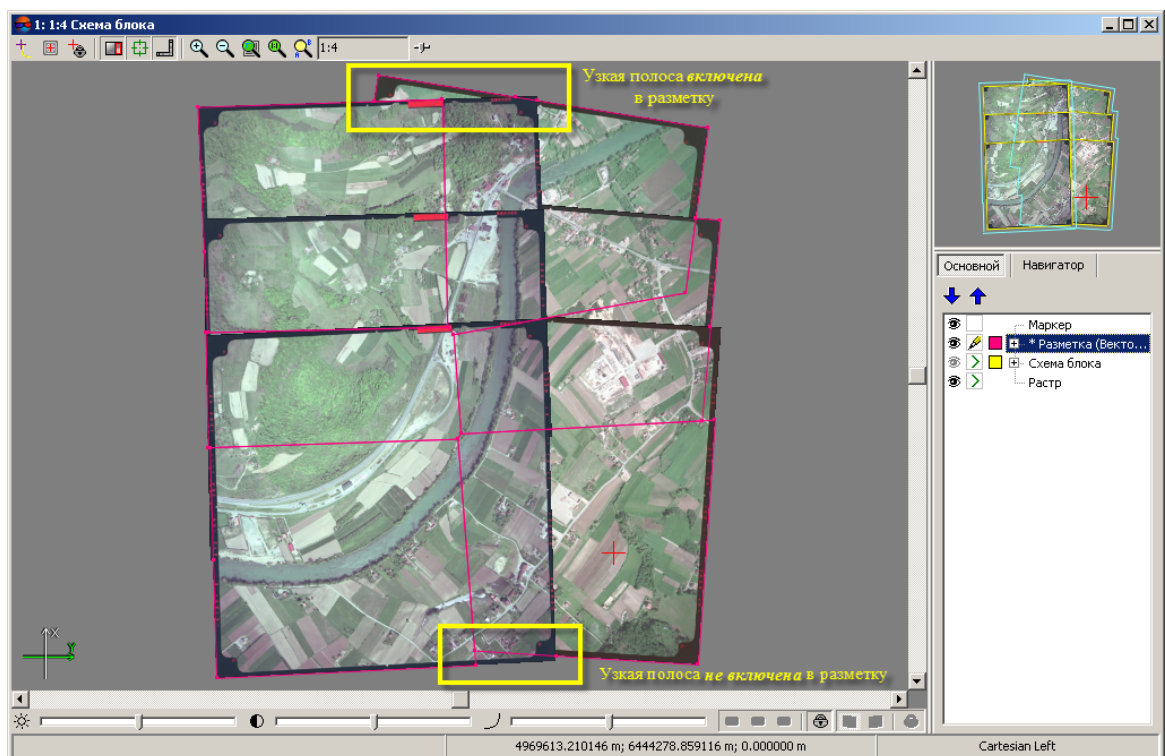 1: 1:4 Схема блока
1:4
Узкая полоса включена
в разметку
Основной Навигатор
Маркер
* Разметка (Векто...
Схема блока
Растр
X
Y
Узкая полоса не включена в разметку
4969613.210146 m; 6444278.859116 m; 0.000000 m
Cartesian Left